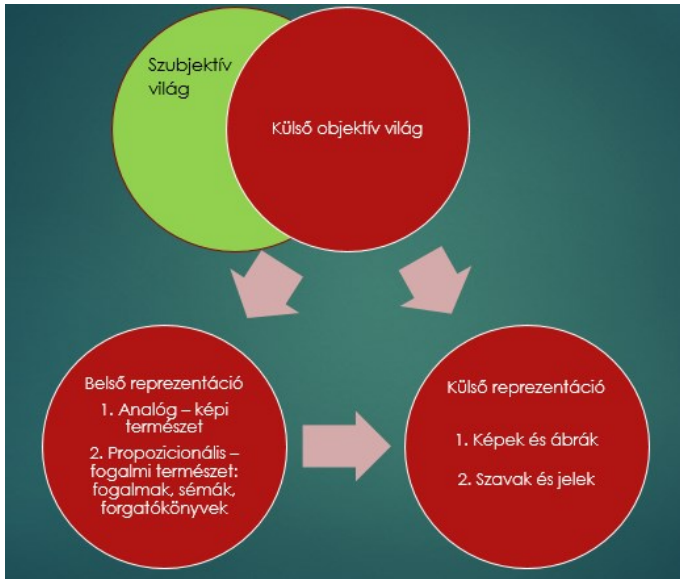 Szubjektív
világ
Külső objektív világ
Belső reprezentáció
1. Analóg – képi
természet
2. Propozicionális –
fogalmi természet:
fogalmak, sémák,
forgatókönyvek
Külső reprezentáció
1. Képek és ábrák
2. Szavak és jelek